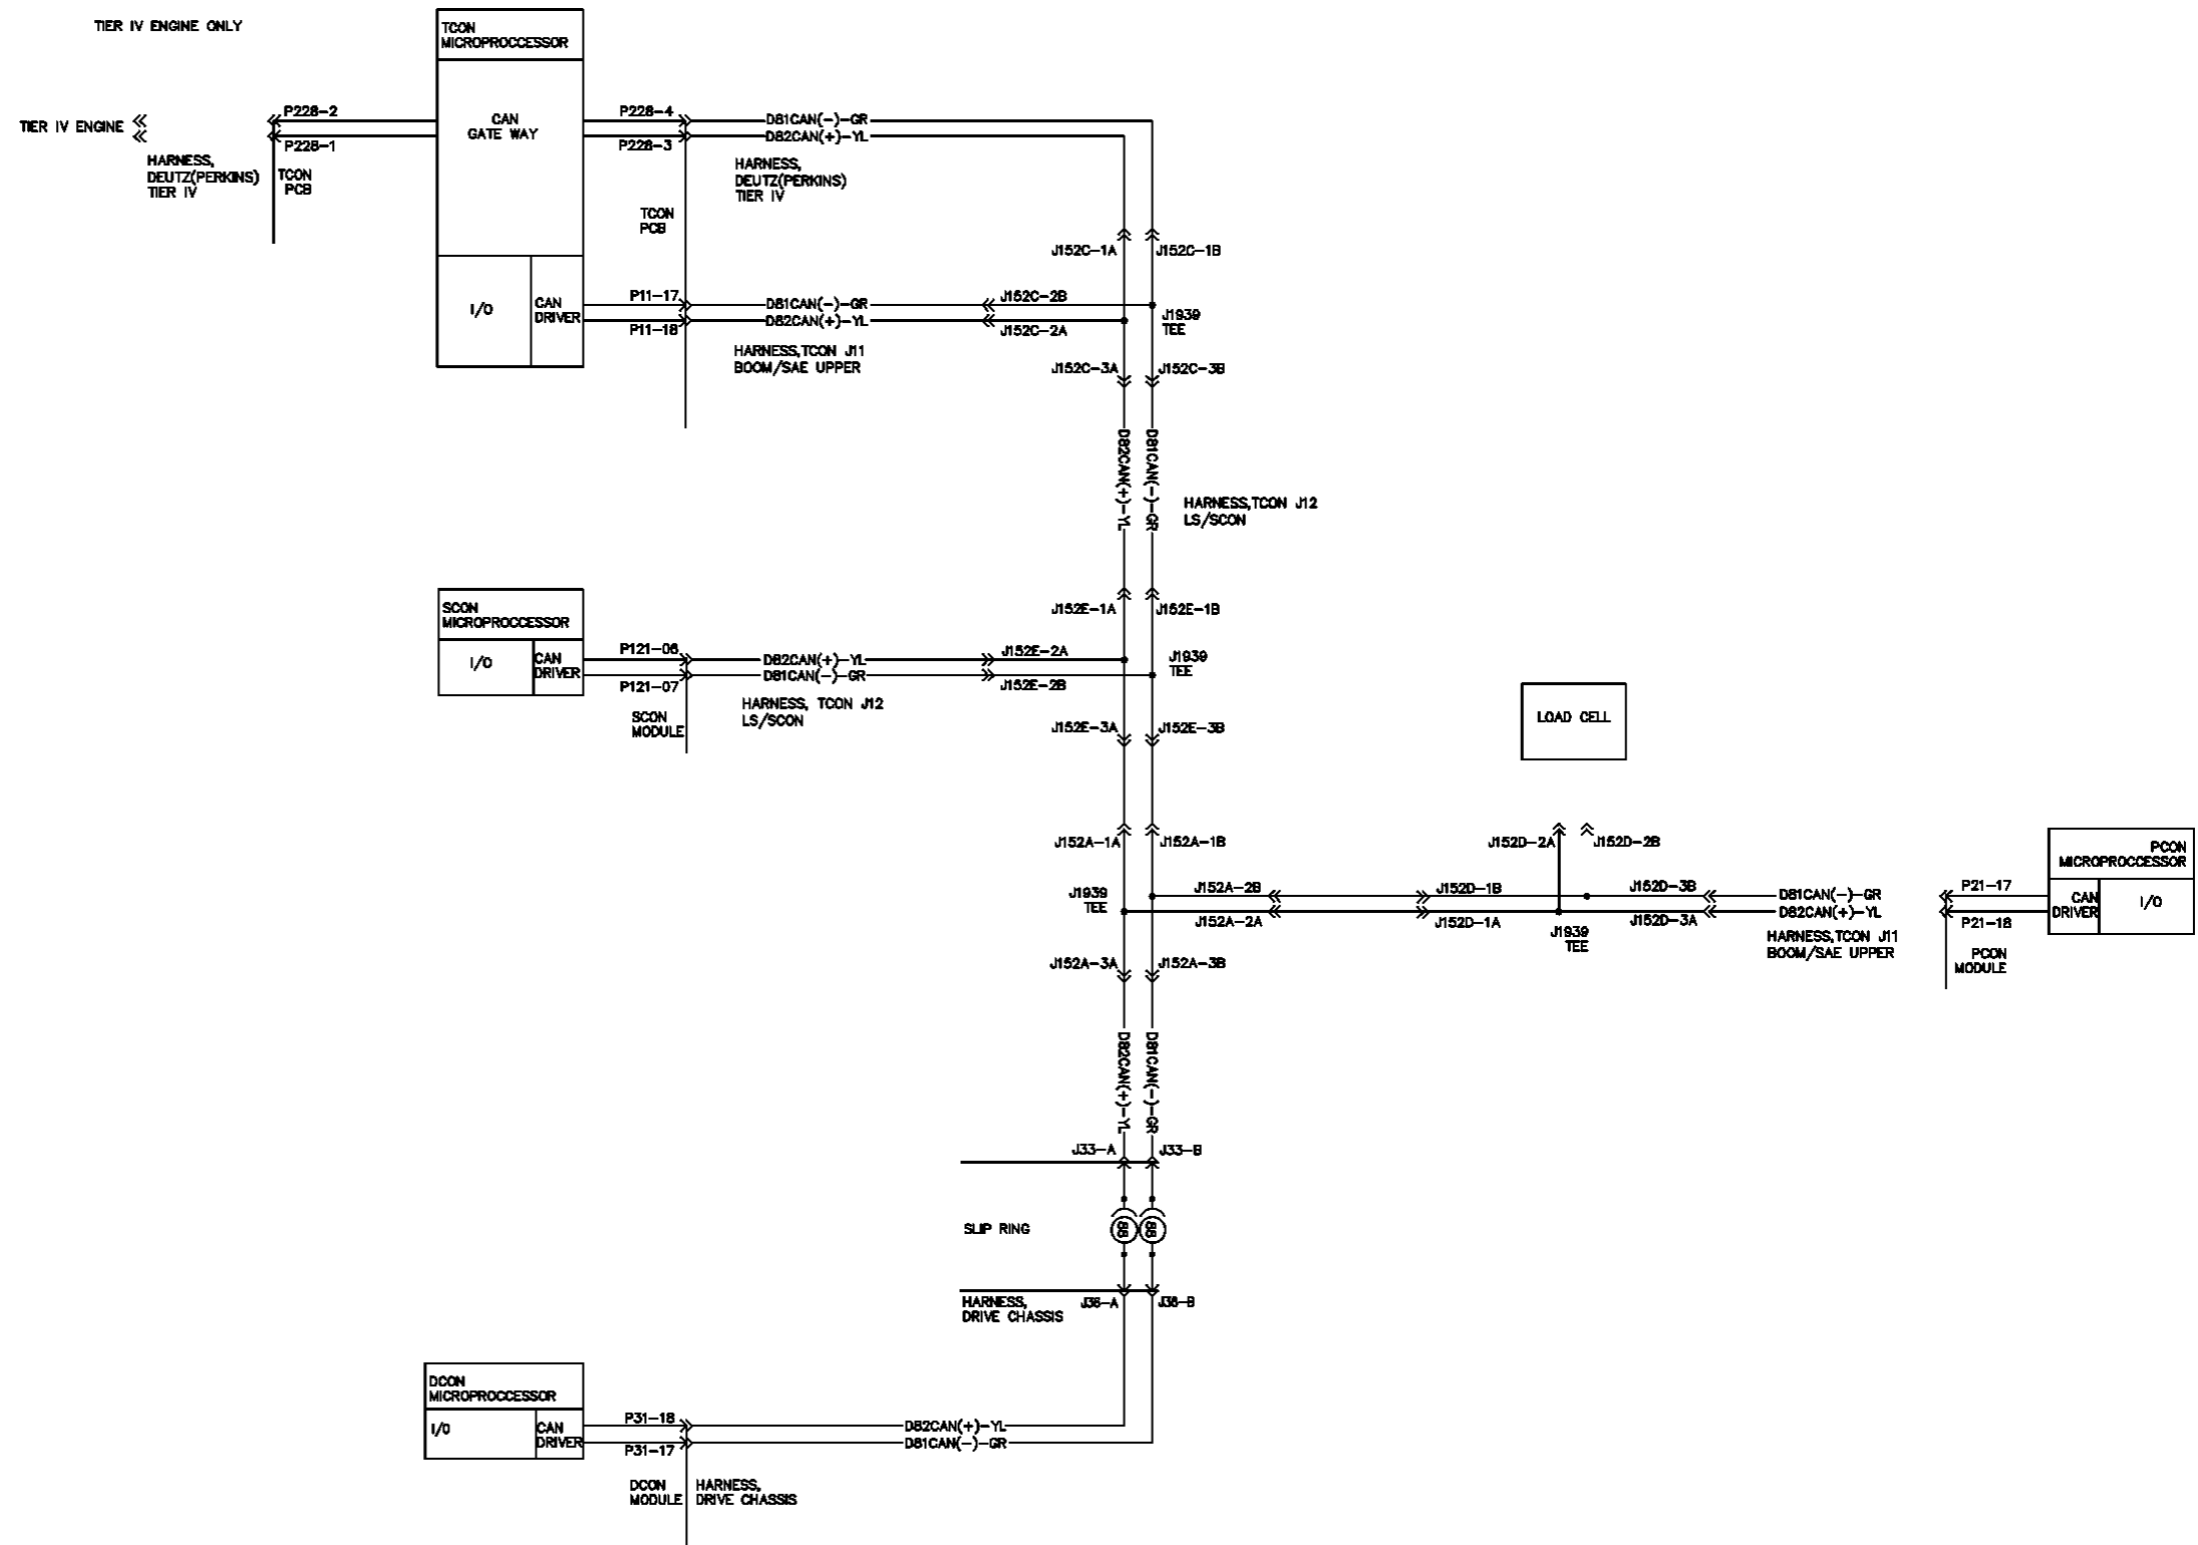 TIER IV ENGINE ONLY
TCON
MICROPROCCESSOR
TIER IV ENGINE
P228-2
P228-1
HARNESS,
DEUTZ(PERKINS)
TIER IV
TCON
PCB
CAN
GATE WAY
P228-4
P228-3
D81CAN(-)-GR
D82CAN(+)-YL
HARNESS,
DEUTZ(PERKINS)
TIER IV
TCON
PCB
J152C-1A
J152C-1B
I/O
CAN
DRIVER
P11-17
P11-18
D81CAN(-)-GR
D82CAN(+)-YL
J152C-2B
J152C-2A
J1939
TEE
HARNESS,TCON J11
BOOM/SAE UPPER
J152C-3A
J152C-3B
D82CAN(+)-YL
D81CAN(-)-GR
HARNESS,TCON J12
LS/SCON
SCON
MICROPROCCESSOR
I/O
CAN
DRIVER
J152E-1A
J152E-1B
P121-06
P121-07
D82CAN(+)-YL
D81CAN(-)-GR
J152E-2A
J152E-2B
J1939
TEE
SCON
MODULE
HARNESS, TCON J12
LS/SCON
J152E-3A
J152E-3B
LOAD CELL
J152A-1A
J152A-1B
J152D-2A
J152D-2B
PCON
MICROPROCCESSOR
J1939
TEE
J152A-2B
J152A-2A
J152D-1B
J152D-1A
J1939
TEE
J152D-3B
J152D-3A
D81CAN(-)-GR
D82CAN(+)-YL
HARNESS,TCON J11
BOOM/SAE UPPER
P21-17
P21-18
CAN
DRIVER
I/O
PCON
MODULE
J152A-3A
J152A-3B
D82CAN(+)-YL
D81CAN(-)-GR
J33-A
J33-B
SLIP RING
88
88
HARNESS,
DRIVE CHASSIS
J36-A
J36-B
DCON
MICROPROCCESSOR
I/O
CAN
DRIVER
P31-18
P31-17
D82CAN(+)-YL
D81CAN(-)-GR
DCON
MODULE
HARNESS,
DRIVE CHASSIS